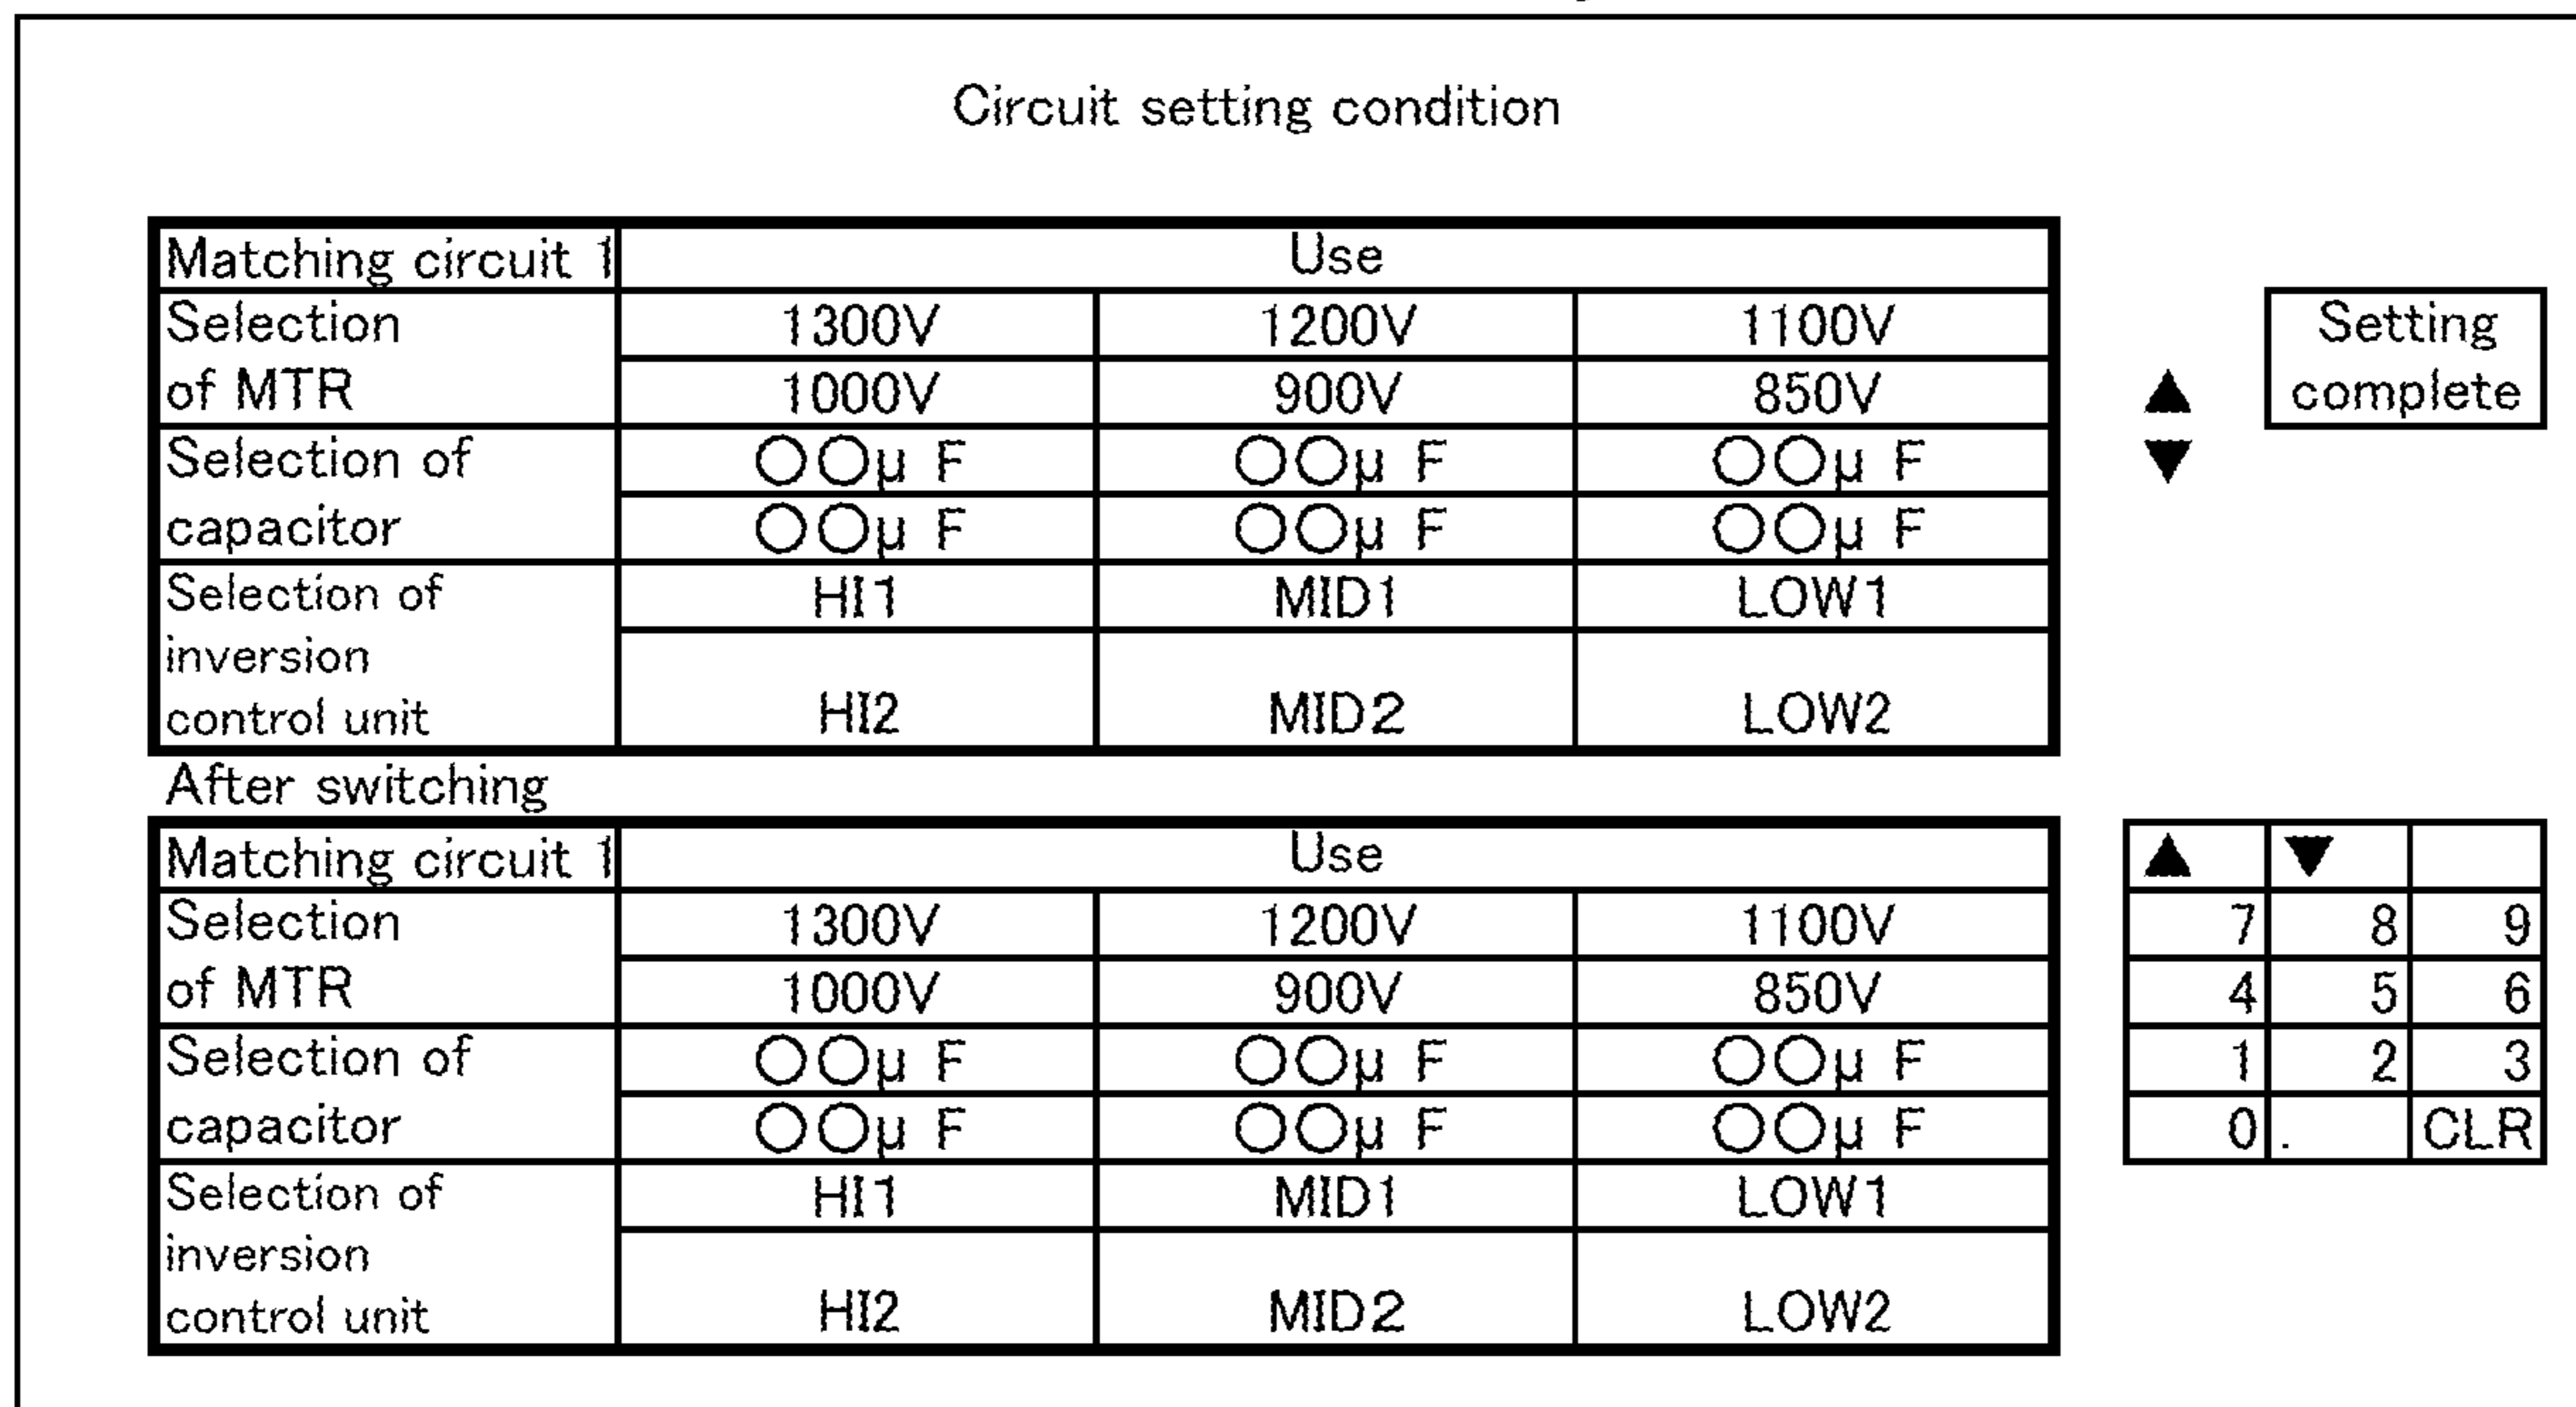 Circuit setting condition
Matching circuit 1 Use
Selection of MTR 1300V 1200V 1100V
1000V 900V 850V
Selection of capacitor ○○μ F ○○μ F ○○μ F
○○μ F ○○μ F ○○μ F
Selection of inversion control unit HI1 MID1 LOW1
HI2 MID2 LOW2
▲
▼
Setting
complete
After switching
Matching circuit 1 Use
Selection of MTR 1300V 1200V 1100V
1000V 900V 850V
Selection of capacitor ○○μ F ○○μ F ○○μ F
○○μ F ○○μ F ○○μ F
Selection of inversion control unit HI1 MID1 LOW1
HI2 MID2 LOW2
▲ ▼
7 8 9
4 5 6
1 2 3
0 . CLR